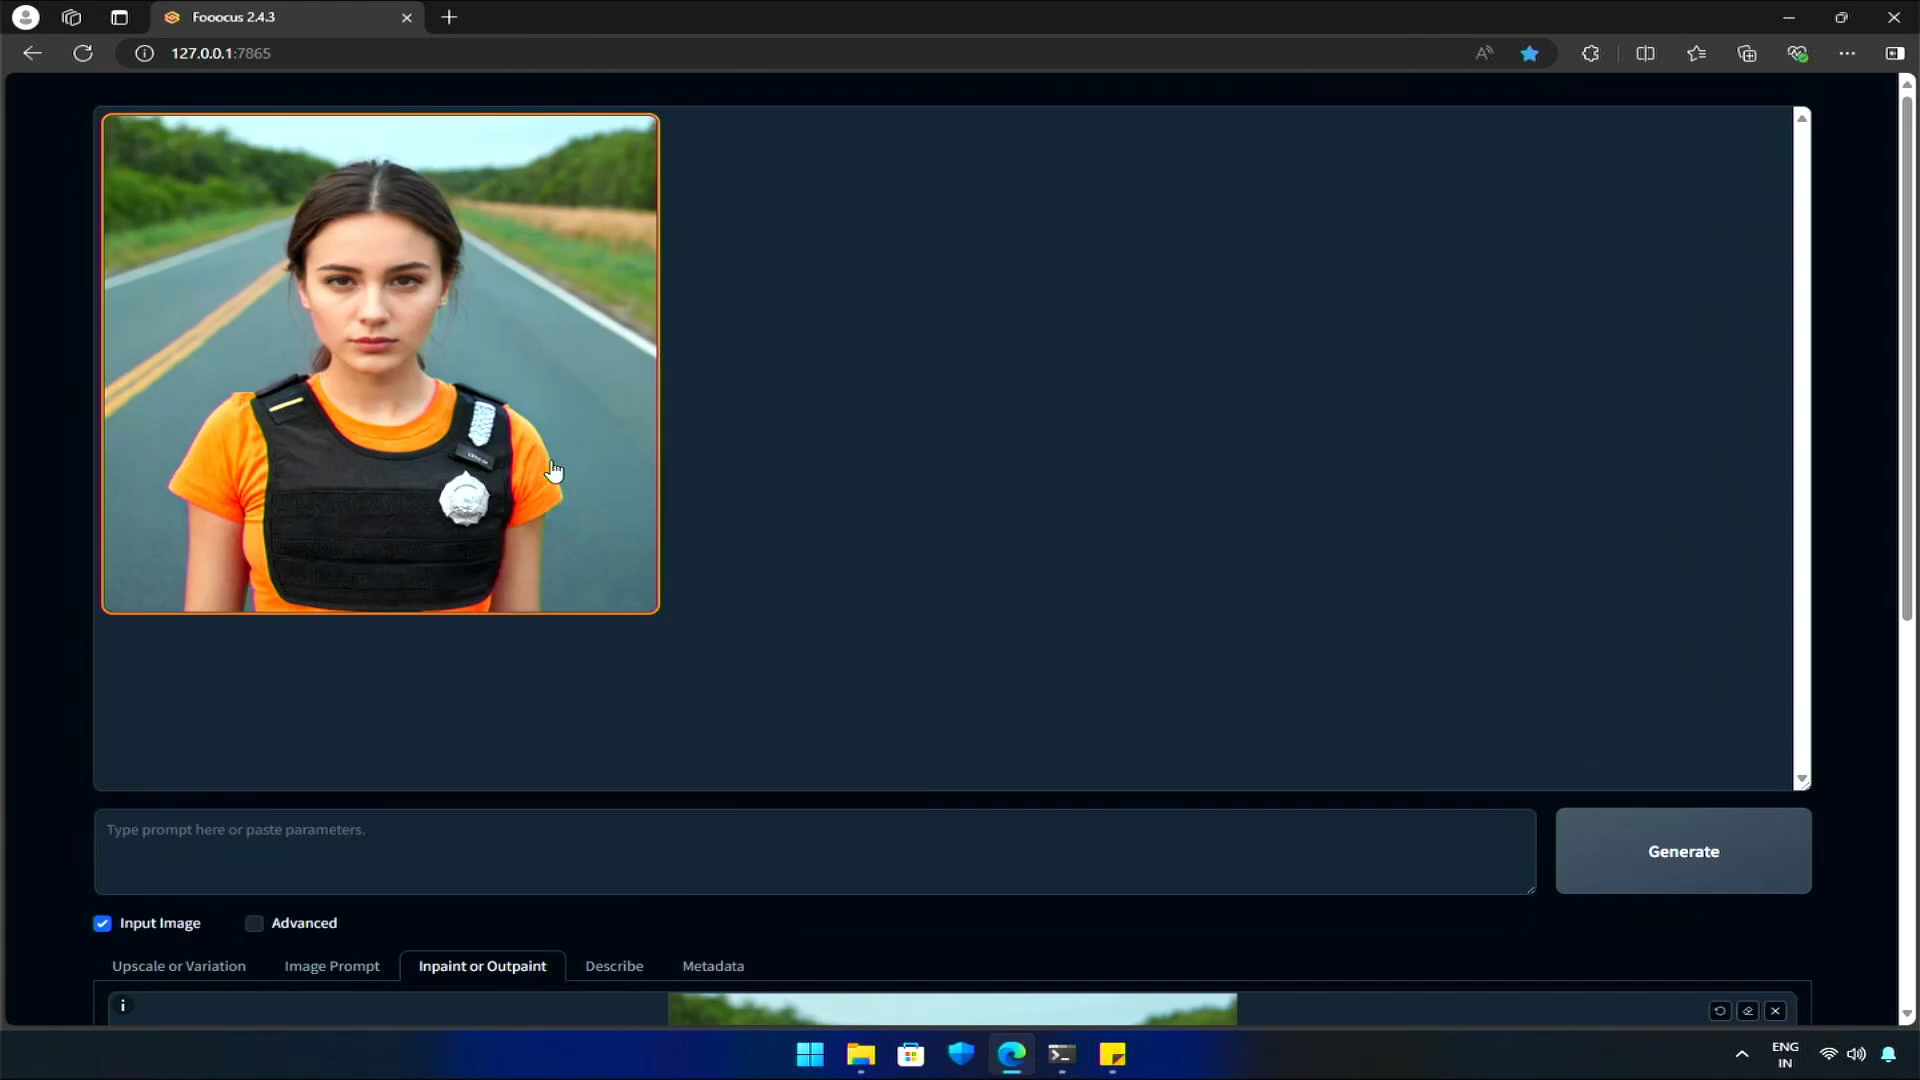 Fooocus 2.4.3
127.0.0.1:7865
Type prompt here or paste parameters.
Generate
Input Image
Advanced
Upscale or Variation
Image Prompt
Inpaint or Outpaint
Describe
Metadata
ENG
IN